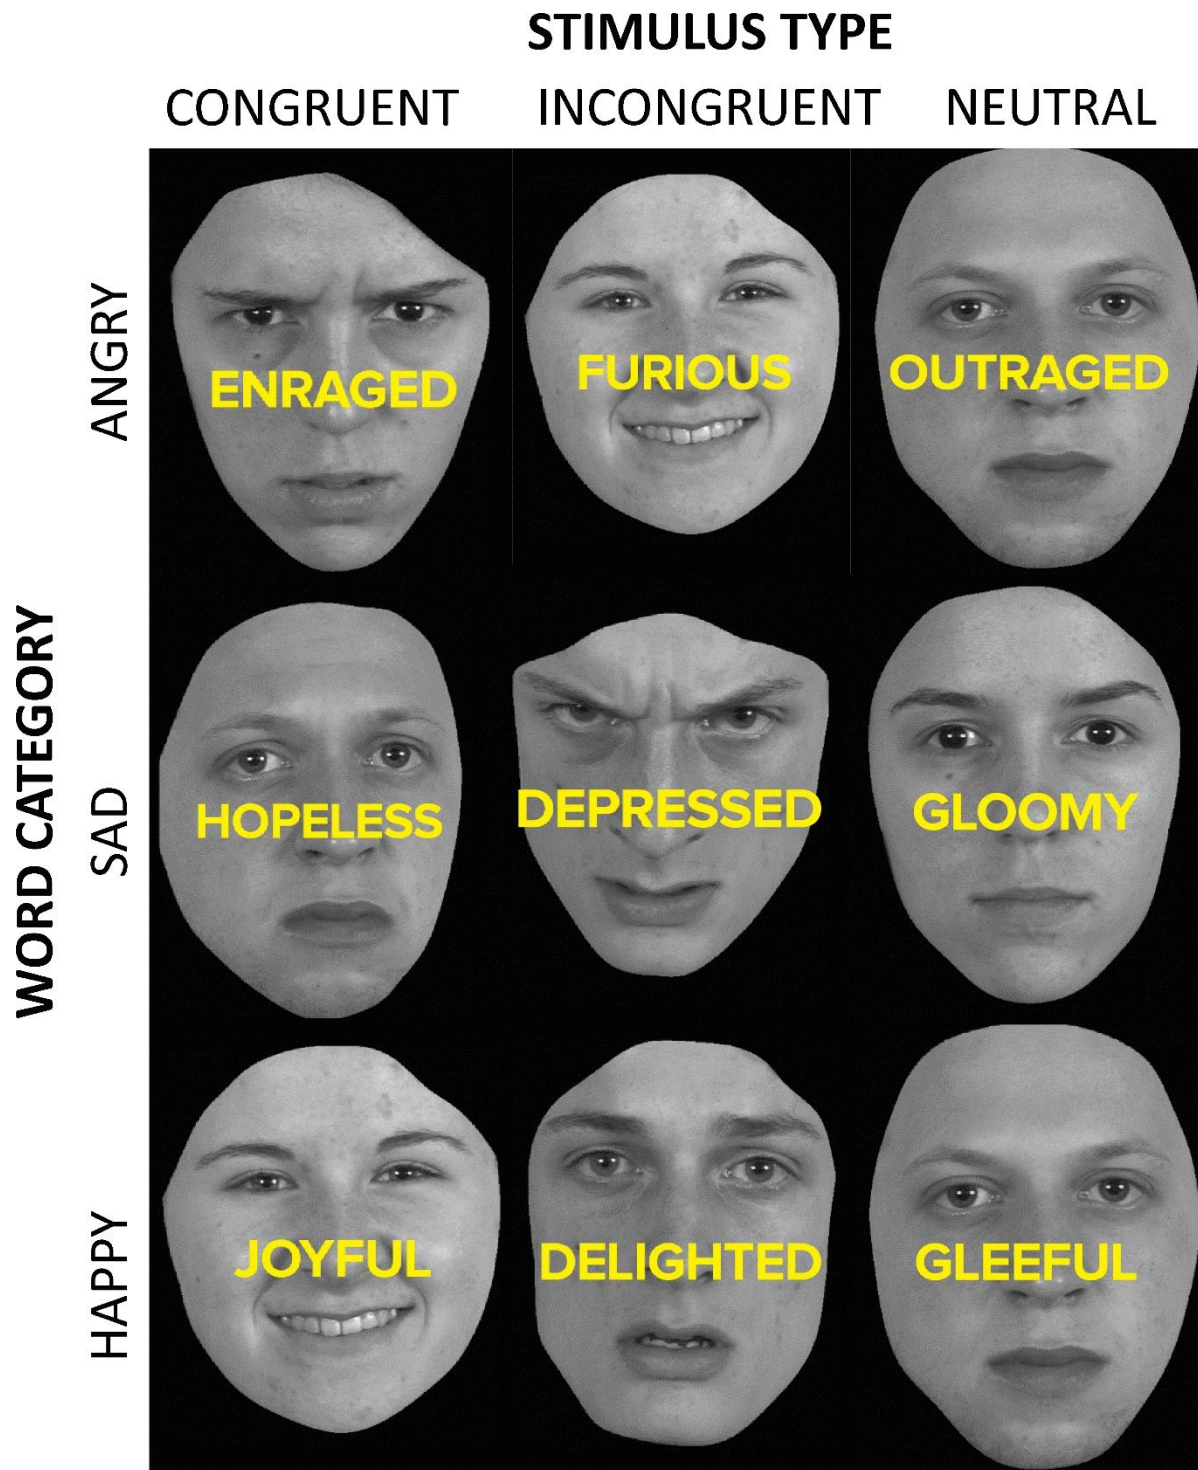 STIMULUS TYPE
CONGRUENT INCONGRUENT NEUTRAL
WORD CATEGORY
ANGRY
ENRAGED FURIOUS OUTRAGED
SAD
HOPELESS DEPRESSED GLOOMY
HAPPY
JOYFUL DELIGHTED GLEEFUL